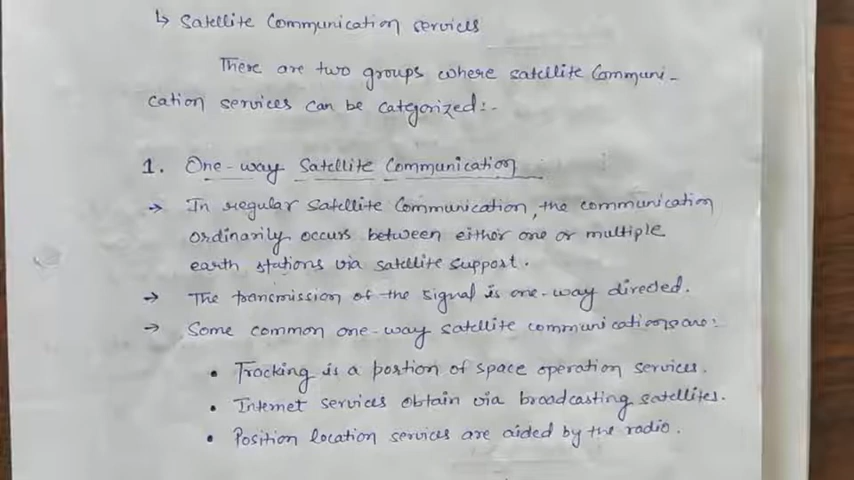 ↳ Satellite Communication services
There are two groups where satellite Communi-
cation services can be categorized:-
1. One-way Satellite Communication
→ In regular satellite Communication, the communication
ordinarily occurs between either one or multiple
earth stations via satellite support.
→ The transmission of the signal is one-way directed.
→ Some common one-way satellite communications are:
• Tracking is a portion of space operation services.
• Internet services obtain via broadcasting satellites.
• Position location services are aided by the radio.